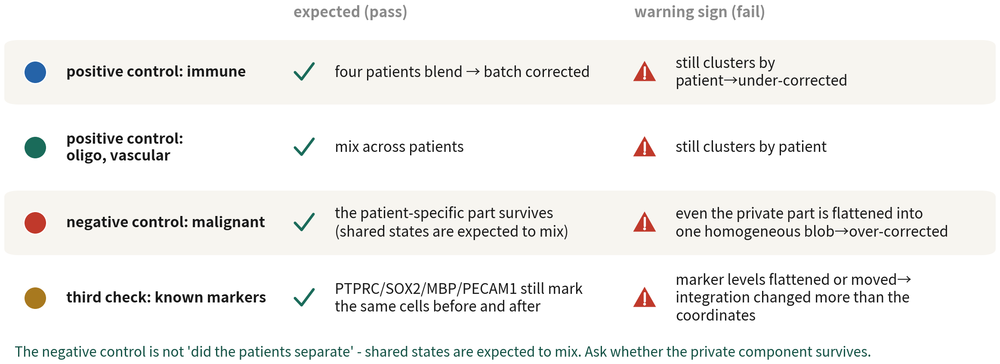 expected (pass)
warning sign (fail)
positive control: immune
four patients blend → batch corrected
still clusters by
patient→under-corrected
positive control:
oligo, vascular
mix across patients
still clusters by patient
negative control: malignant
the patient-specific part survives
(shared states are expected to mix)
even the private part is flattened into
one homogeneous blob→over-corrected
third check: known markers
PTPRC/SOX2/MBP/PECAM1 still mark
the same cells before and after
marker levels flattened or moved→
integration changed more than the
coordinates
The negative control is not 'did the patients separate' - shared states are expected to mix. Ask whether the private component survives.